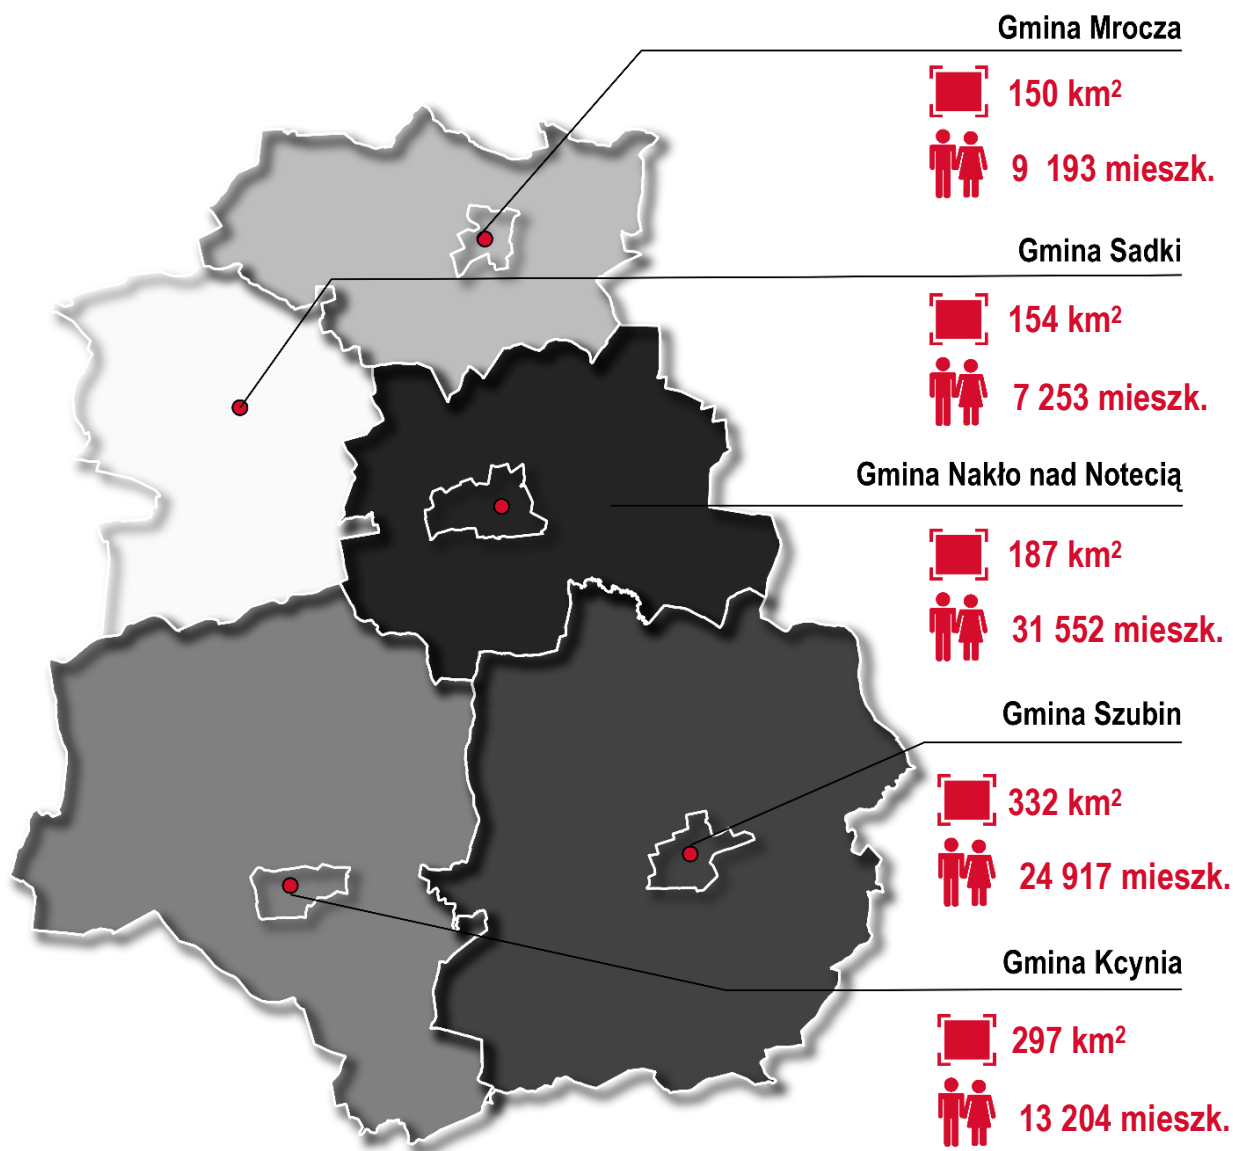 Gmina Mrocza
150 km²
9 193 mieszk.
Gmina Sadki
154 km²
7 253 mieszk.
Gmina Nakło nad Notecią
187 km²
31 552 mieszk.
Gmina Szubin
332 km²
24 917 mieszk.
Gmina Kcynia
297 km²
13 204 mieszk.